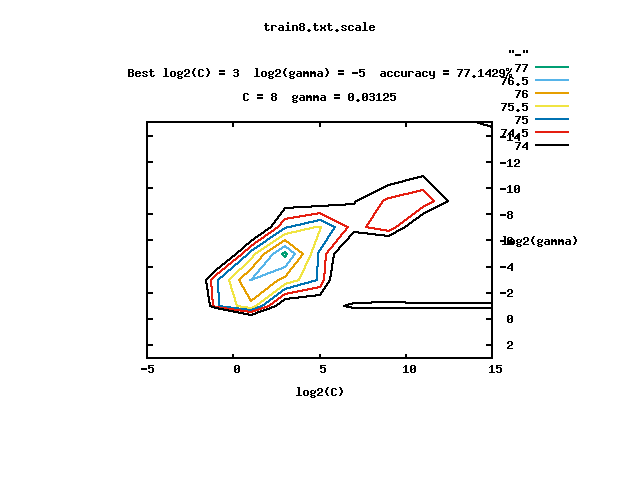 train8.txt.scale
"-"
Best log2(C) = 3  log2(gamma) = -5  accuracy = 77.1429%
77
76.5
C = 8  gamma = 0.03125
76
75.5
75
74.5
74
-14
-12
-10
-8
-6
log2(gamma)
-4
-2
0
2
-5 0 5 10 15
log2(C)